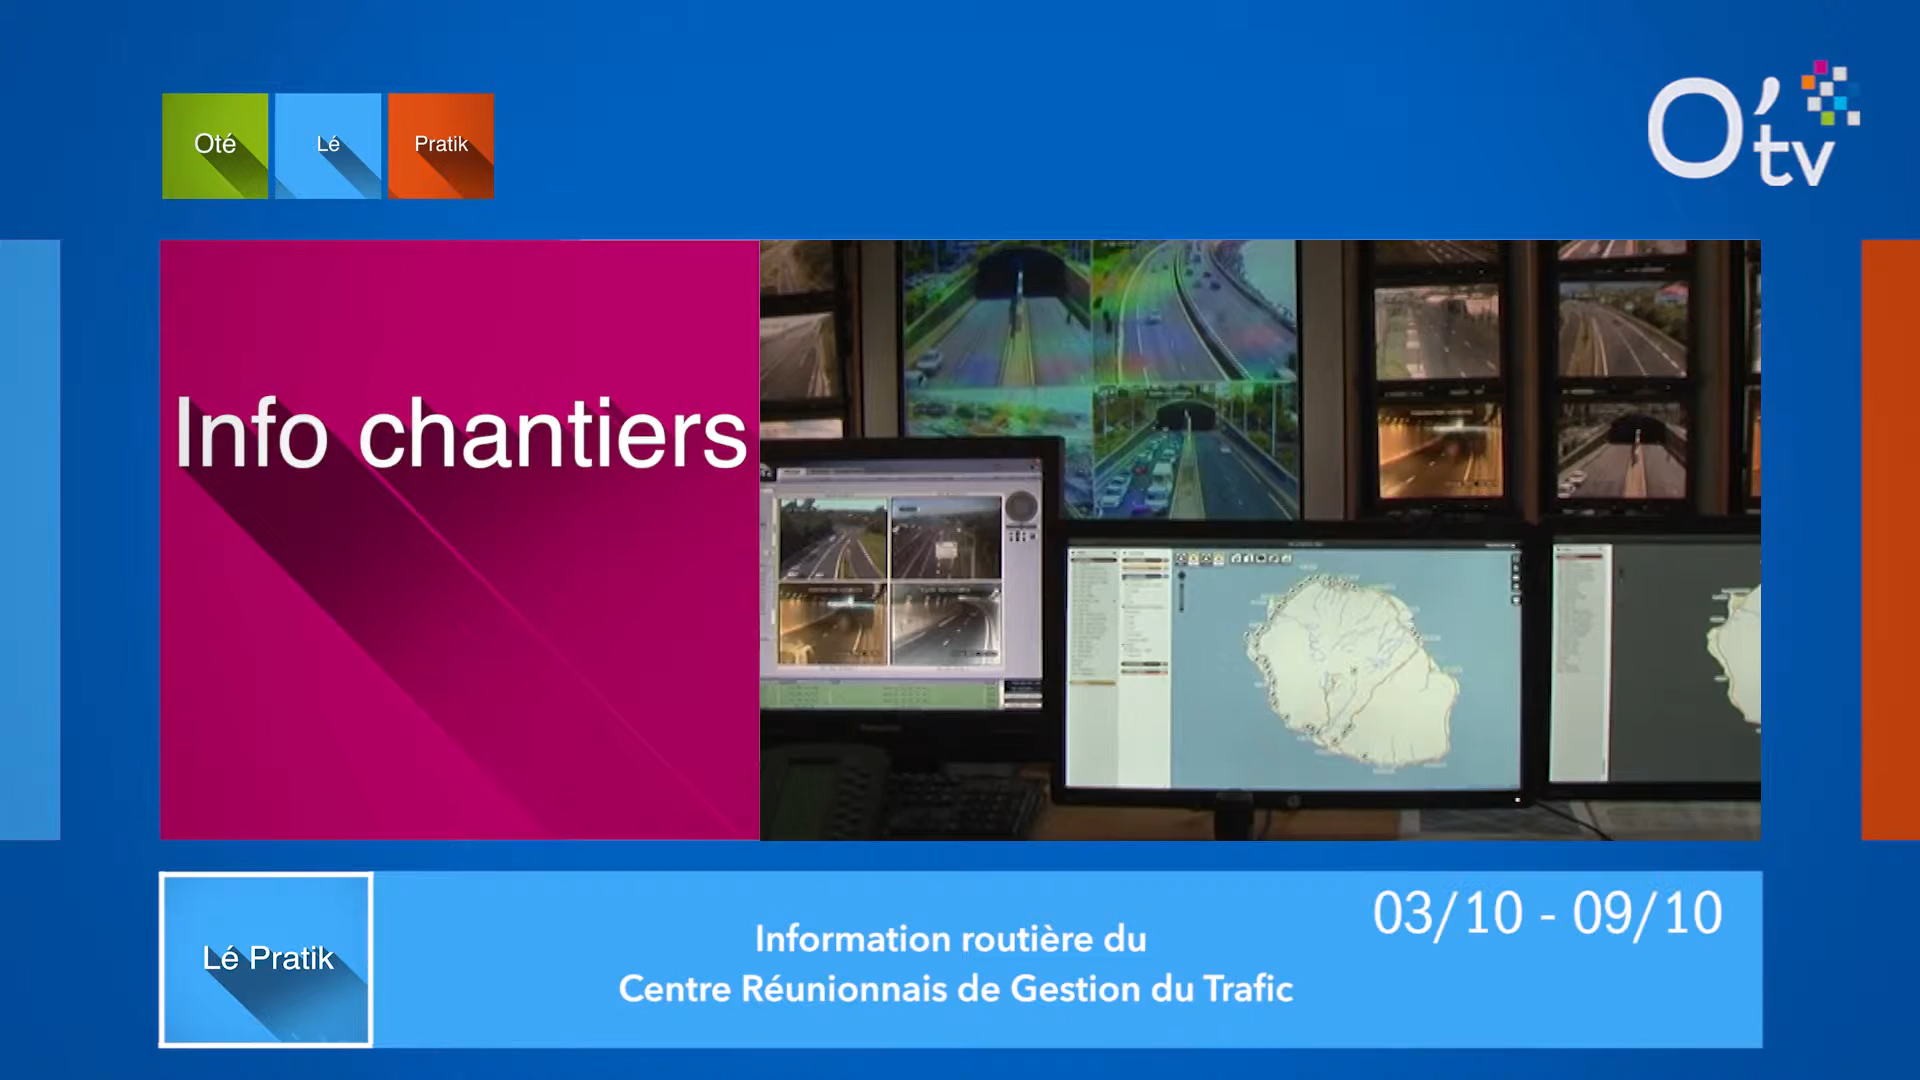 Oté
Lé
Pratik
O'tv
Info chantiers
Lé Pratik
Information routière du
Centre Réunionnais de Gestion du Trafic
03/10 - 09/10